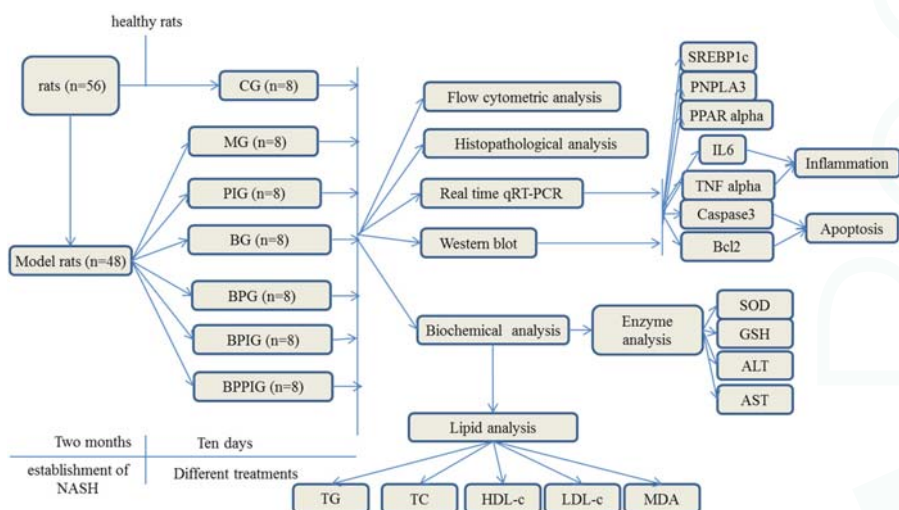 healthy rats
rats (n=56)
CG (n=8)
MG (n=8)
PIG (n=8)
BG (n=8)
Model rats (n=48)
BPG (n=8)
BPIG (n=8)
BPPIG (n=8)
Flow cytometric analysis
Histopathological analysis
Real time qRT-PCR
Western blot
SREBP1c
PNPLA3
PPAR alpha
IL6
TNF alpha
Caspase3
Bcl2
Inflammation
Apoptosis
Biochemical analysis
Enzyme
analysis
SOD
GSH
ALT
AST
Lipid analysis
TG
TC
HDL-c
LDL-c
MDA
Two months
Ten days
establishment of
NASH
Different treatments